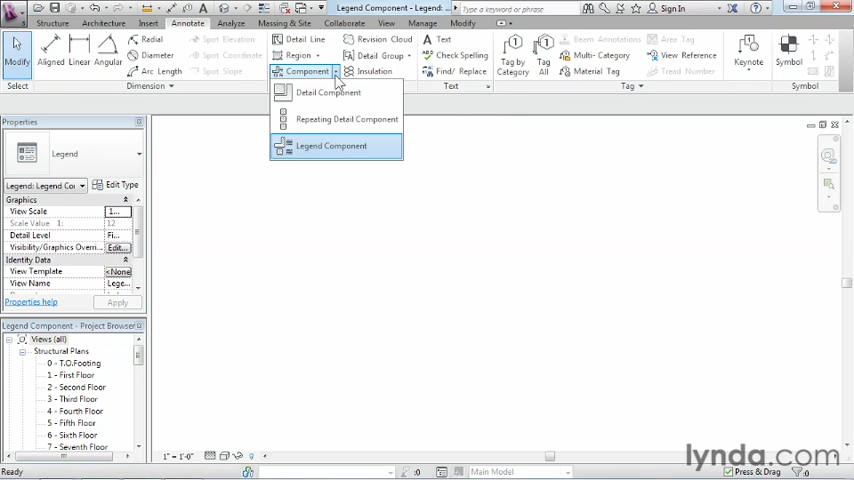 Legend Component - Legend: ...
Sign In
Structure Architecture Insert Annotate Analyze Massing & Site Collaborate View Manage Modify
Modify
Aligned Linear Angular
Radial
Diameter
Arc Length
Spot Elevation
Spot Coordinate
Spot Slope
Detail Line
Region
Component
Revision Cloud
Detail Group
Insulation
Text
Check Spelling
Find/ Replace
Tag by Category
Tag All
Beam Annotations
Multi- Category
Material Tag
Area Tag
View Reference
Keynote
Symbol
Select Dimension Text Tag Symbol
Detail Component
Repeating Detail Component
Legend Component
Properties
Legend
Legend: Legend Co...
Edit Type
Graphics
View Scale 1...
Scale Value 1: 12
Detail Level Fi...
Visibility/Graphics Overri... Edit...
Identity Data
View Template <None
View Name Lege...
Properties help
Apply
Legend Component - Project Browser
Views (all)
Structural Plans
0 - T.O.Footing
1 - First Floor
2 - Second Floor
3 - Third Floor
4 - Fourth Floor
5 - Fifth Floor
6 - Sixth Floor
7 - Seventh Floor
1" = 1'-0"
Ready
:0
Main Model
Press & Drag
:0
lynda.com